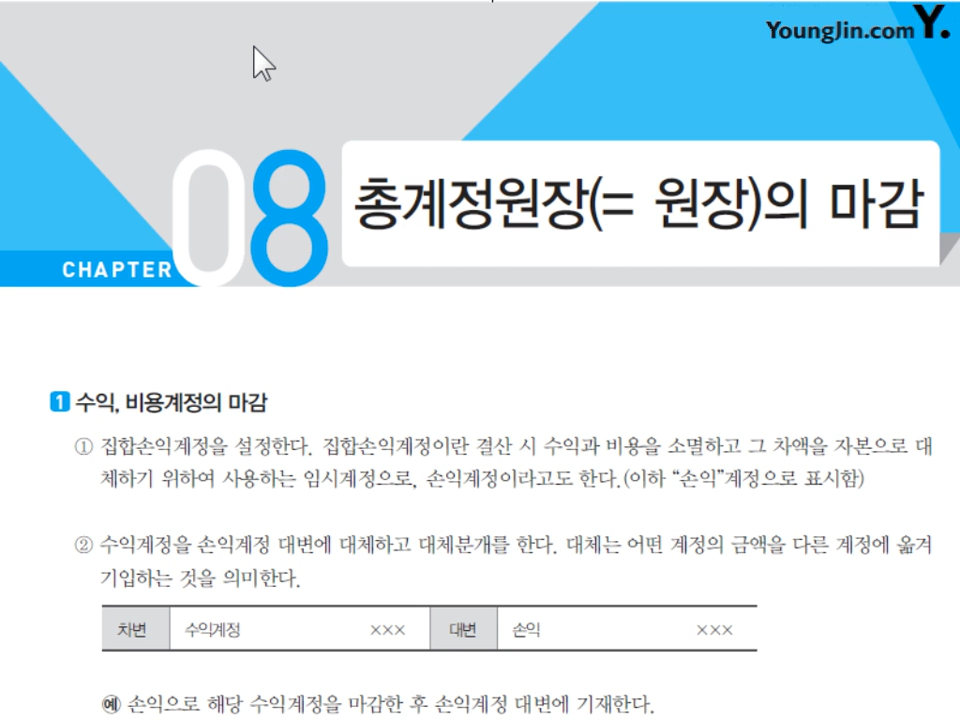 YoungJin.com Y.
CHAPTER 08 총계정원장(= 원장)의 마감
1 수익, 비용계정의 마감
① 집합손익계정을 설정한다. 집합손익계정이란 결산 시 수익과 비용을 소멸하고 그 차액을 자본으로 대
체하기 위하여 사용하는 임시계정으로, 손익계정이라고도 한다.(이하 “손익”계정으로 표시함)
② 수익계정을 손익계정 대변에 대체하고 대체분개를 한다. 대체는 어떤 계정의 금액을 다른 계정에 옮겨
기입하는 것을 의미한다.
차변 수익계정 ××× 대변 손익 ×××
예 손익으로 해당 수익계정을 마감한 후 손익계정 대변에 기재한다.